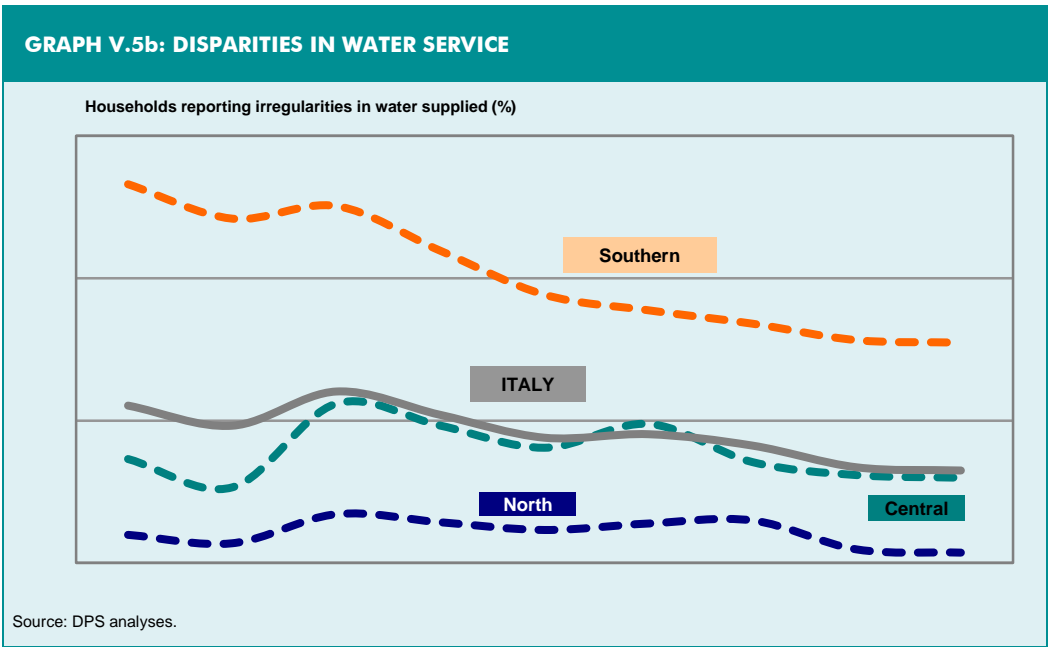 GRAPH V.5b: DISPARITIES IN WATER SERVICE
Households reporting irregularities in water supplied (%)
Southern
ITALY
North
Central
Source: DPS analyses.